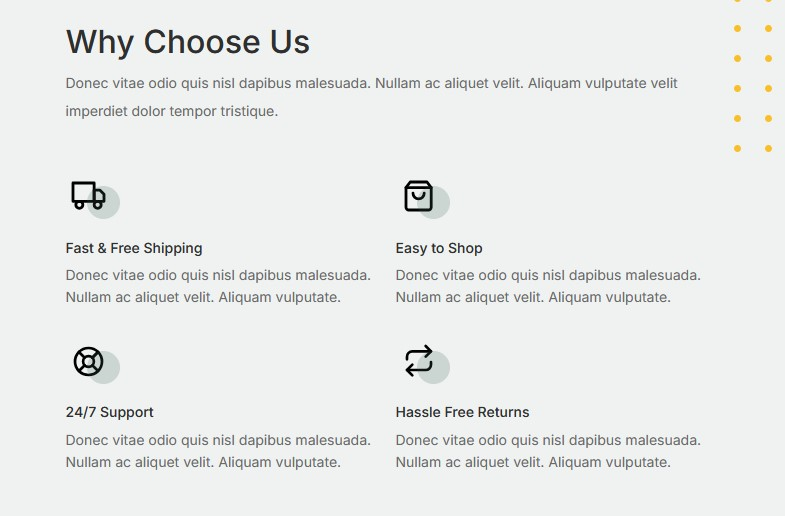 Why Choose Us
Donec vitae odio quis nisl dapibus malesuada. Nullam ac aliquet velit. Aliquam vulputate velit
imperdiet dolor tempor tristique.
Fast & Free Shipping
Donec vitae odio quis nisl dapibus malesuada.
Nullam ac aliquet velit. Aliquam vulputate.
Easy to Shop
Donec vitae odio quis nisl dapibus malesuada.
Nullam ac aliquet velit. Aliquam vulputate.
24/7 Support
Donec vitae odio quis nisl dapibus malesuada.
Nullam ac aliquet velit. Aliquam vulputate.
Hassle Free Returns
Donec vitae odio quis nisl dapibus malesuada.
Nullam ac aliquet velit. Aliquam vulputate.